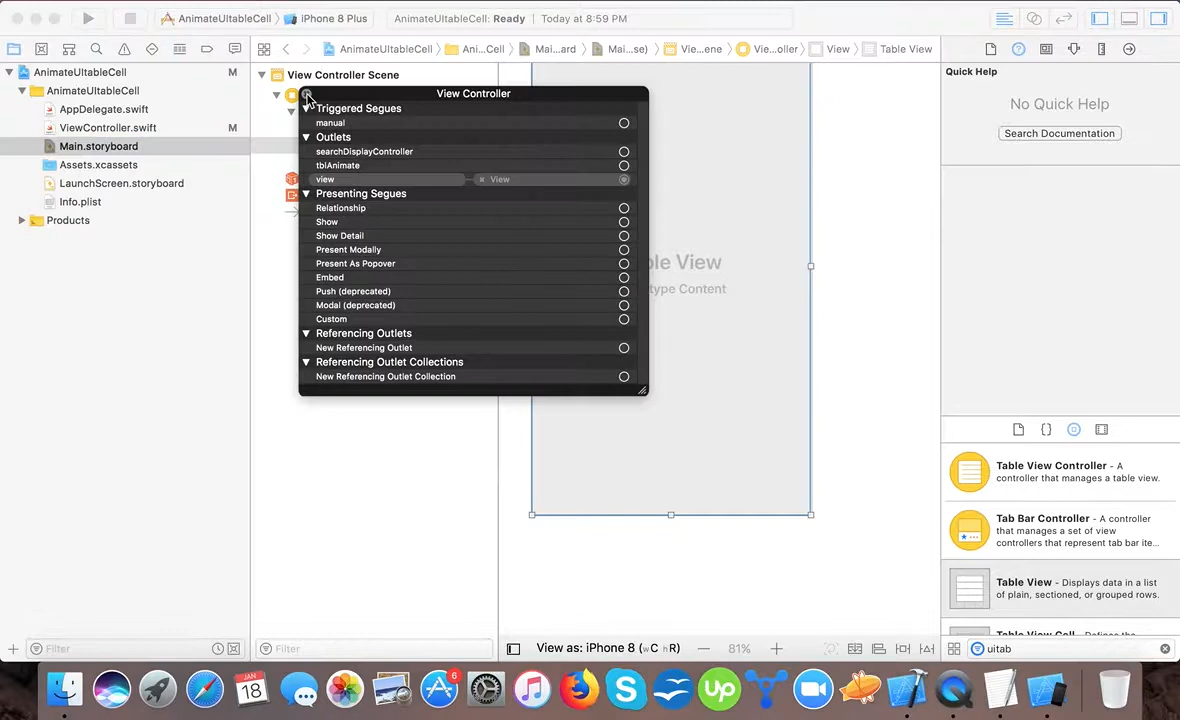 AnimateUItableCell
iPhone 8 Plus
AnimateUItableCell: Ready
Today at 8:59 PM
AnimateUItableCell
Ani...Cell
Mai...ard
Mai...se)
Vie...ene
Vie...oller
View
Table View
AnimateUItableCell
M
AnimateUItableCell
AppDelegate.swift
ViewController.swift
M
Main.storyboard
Assets.xcassets
LaunchScreen.storyboard
Info.plist
Products
Filter
View Controller Scene
View Controller
Triggered Segues
manual
Outlets
searchDisplayController
tblAnimate
view
View
Presenting Segues
Relationship
Show
Show Detail
Present Modally
Present As Popover
Embed
Push (deprecated)
Modal (deprecated)
Custom
Referencing Outlets
New Referencing Outlet
Referencing Outlet Collections
New Referencing Outlet Collection
ble View
type Content
Filter
View as: iPhone 8 (wC hR)
81%
Quick Help
No Quick Help
Search Documentation
Table View Controller - A
controller that manages a table view.
Tab Bar Controller - A controller
that manages a set of view
controllers that represent tab bar ite...
Table View - Displays data in a list
of plain, sectioned, or grouped rows.
uitab
JAN
18
6
Up